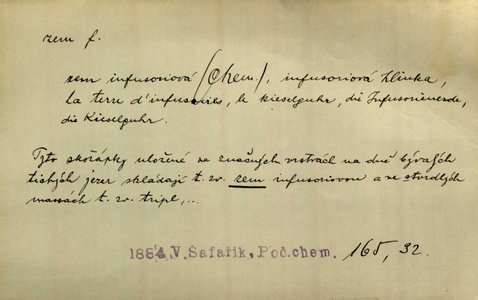 zem f.
zem infusoriová (Chem.), infusoriová hlinka,
la terre d'infusoires, le kieselguhr, die Infusorienerde,
die Kieselguhr.
Tyto skořápky uložené ve značných vrstvách na dně bývalých
tichých jezer skládají t. zv. zem infusoriovou a ve stvrdlých
massách t. zv. tripl,...
1884 V. Šafařík, Poč. chem. 165, 32.